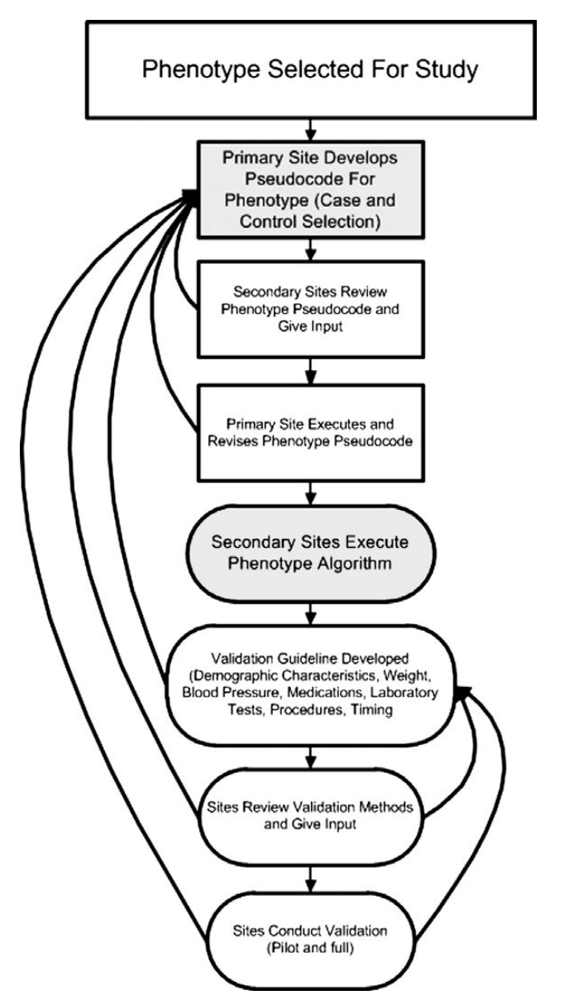 Phenotype Selected For Study
Primary Site Develops
Pseudocode For
Phenotype (Case and
Control Selection)
Secondary Sites Review
Phenotype Pseudocode and
Give Input
Primary Site Executes and
Revises Phenotype Pseudocode
Secondary Sites Execute
Phenotype Algorithm
Validation Guideline Developed
(Demographic Characteristics, Weight,
Blood Pressure, Medications, Laboratory
Tests, Procedures, Timing
Sites Review Validation Methods
and Give Input
Sites Conduct Validation
(Pilot and full)